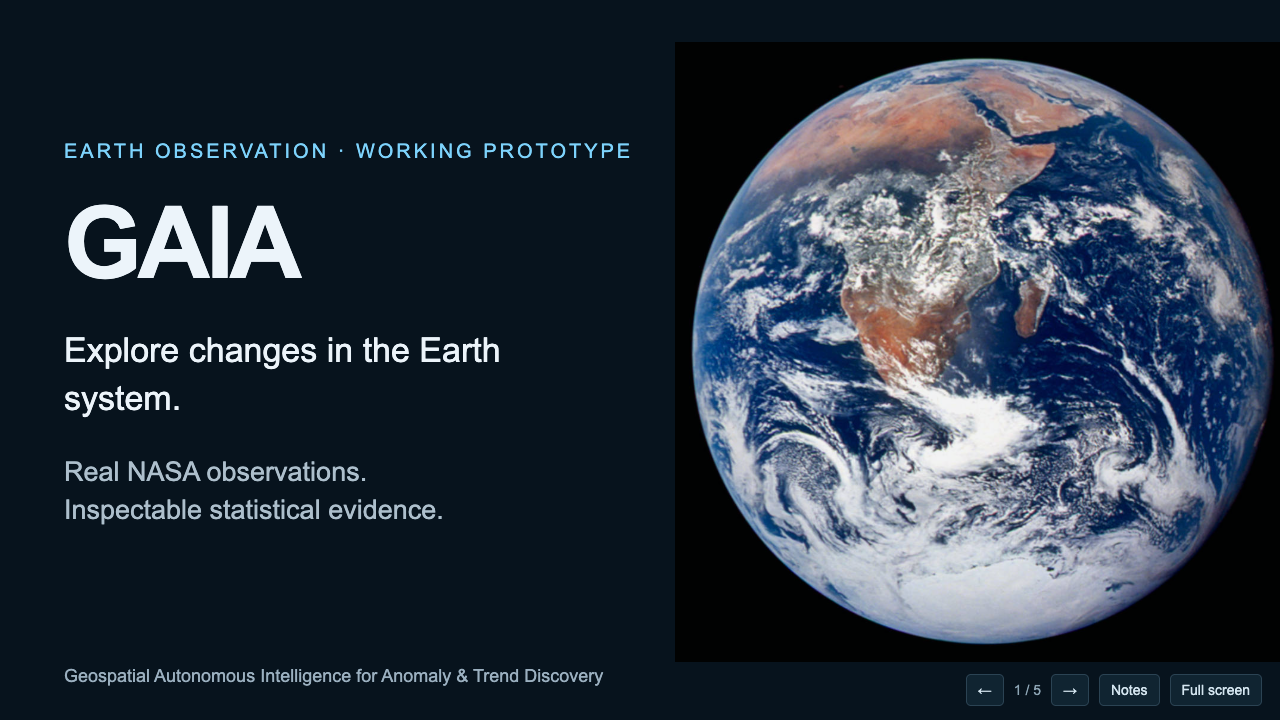 EARTH OBSERVATION · WORKING PROTOTYPE
GAIA
Explore changes in the Earth
system.
Real NASA observations.
Inspectable statistical evidence.
Geospatial Autonomous Intelligence for Anomaly & Trend Discovery
← 1 / 5 → Notes Full screen